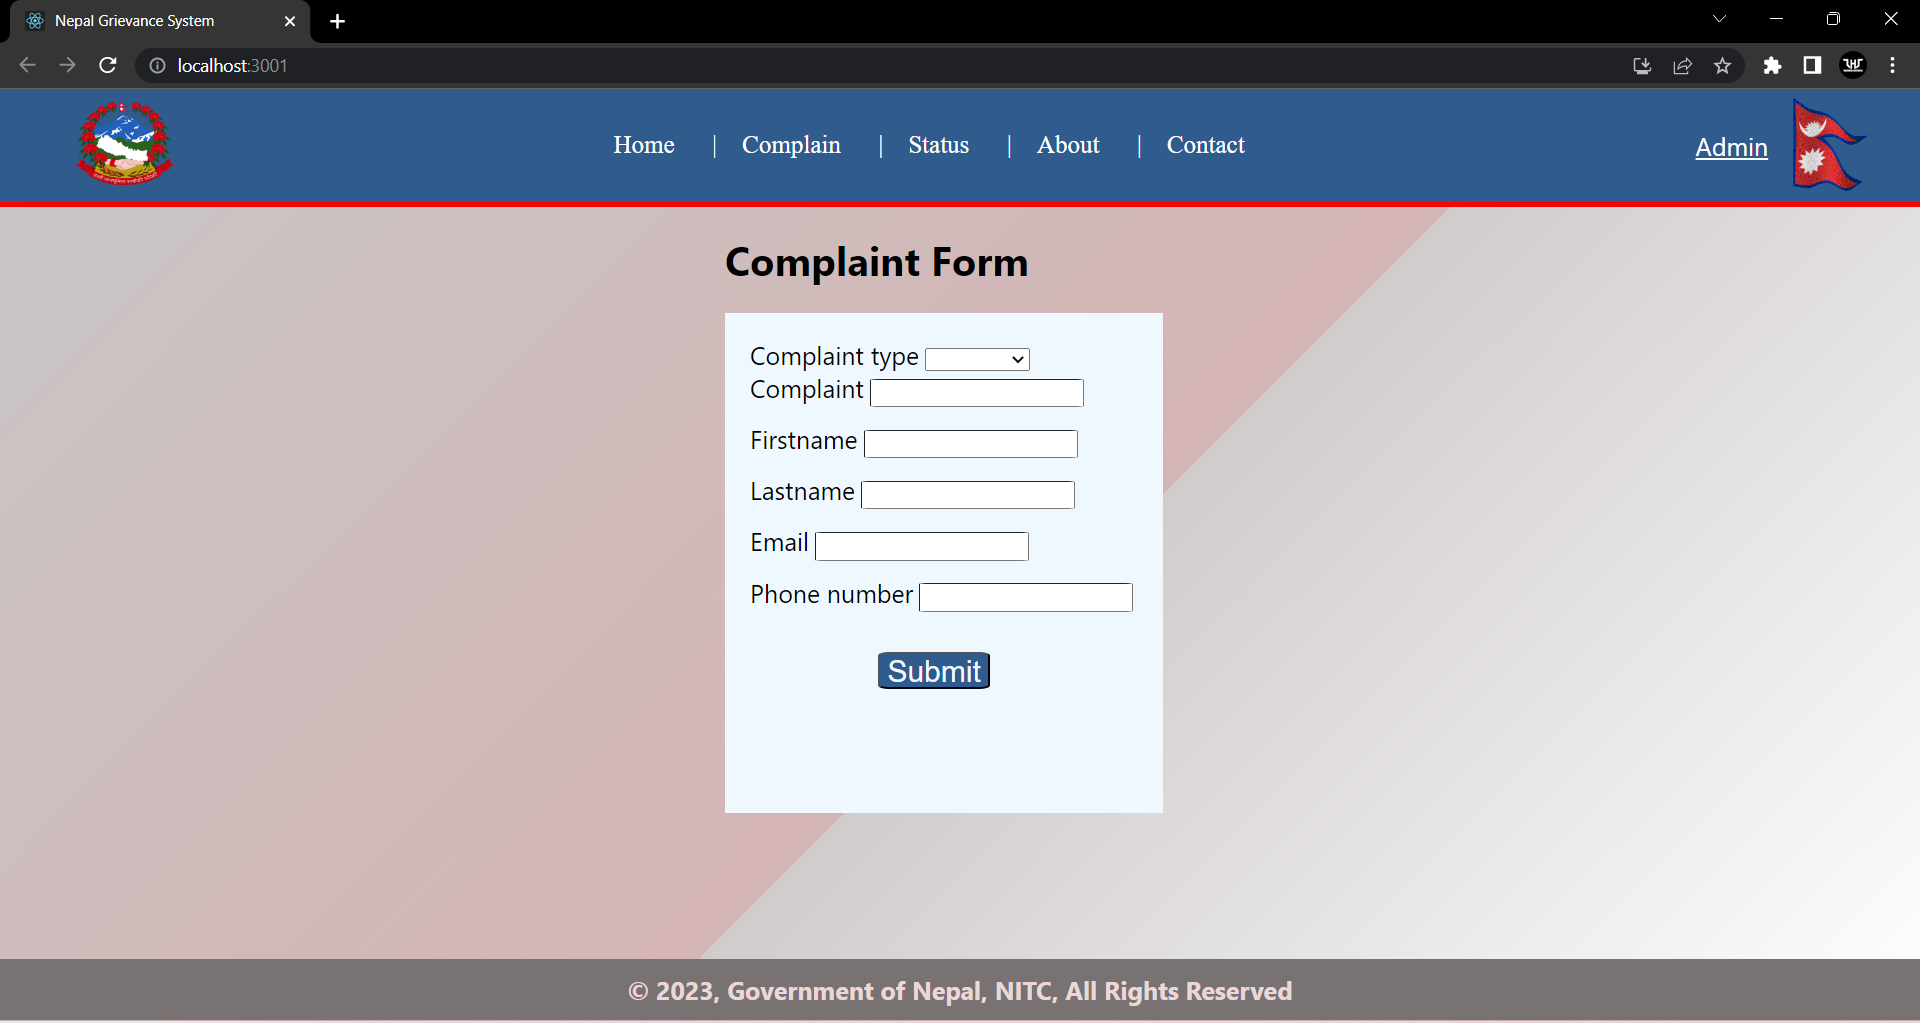 Nepal Grievance System
localhost:3001
Home | Complain | Status | About | Contact
Admin
Complaint Form
Complaint type
Complaint
Firstname
Lastname
Email
Phone number
Submit
© 2023, Government of Nepal, NITC, All Rights Reserved